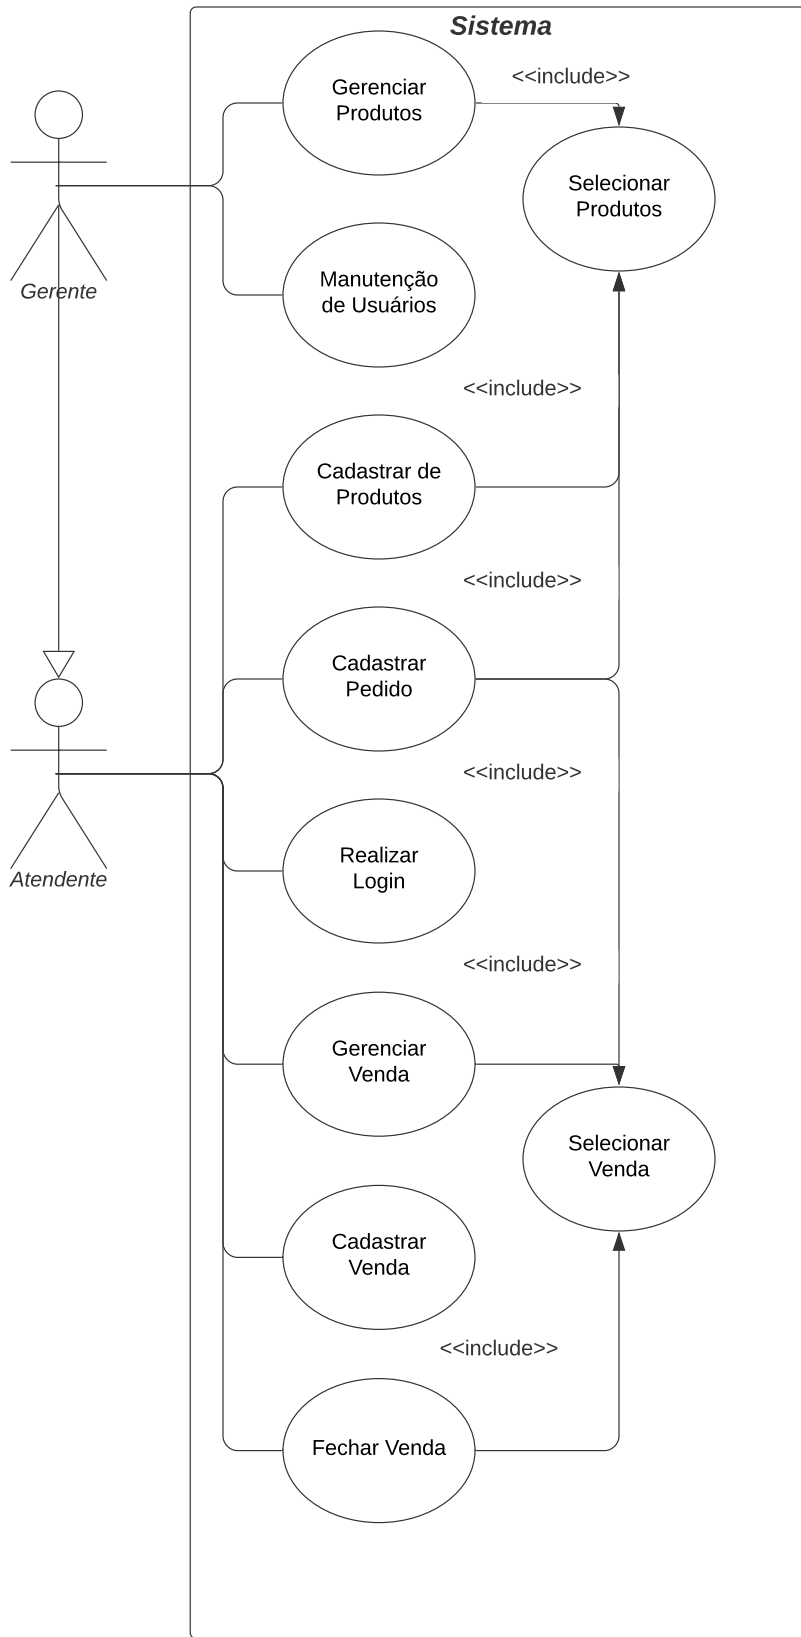 Sistema
Gerenciar
Produtos
<<include>>
Selecionar
Produtos
Gerente
Manutenção
de Usuários
<<include>>
Cadastrar de
Produtos
<<include>>
Cadastrar
Pedido
<<include>>
Atendente
Realizar
Login
<<include>>
Gerenciar
Venda
Selecionar
Venda
Cadastrar
Venda
<<include>>
Fechar Venda